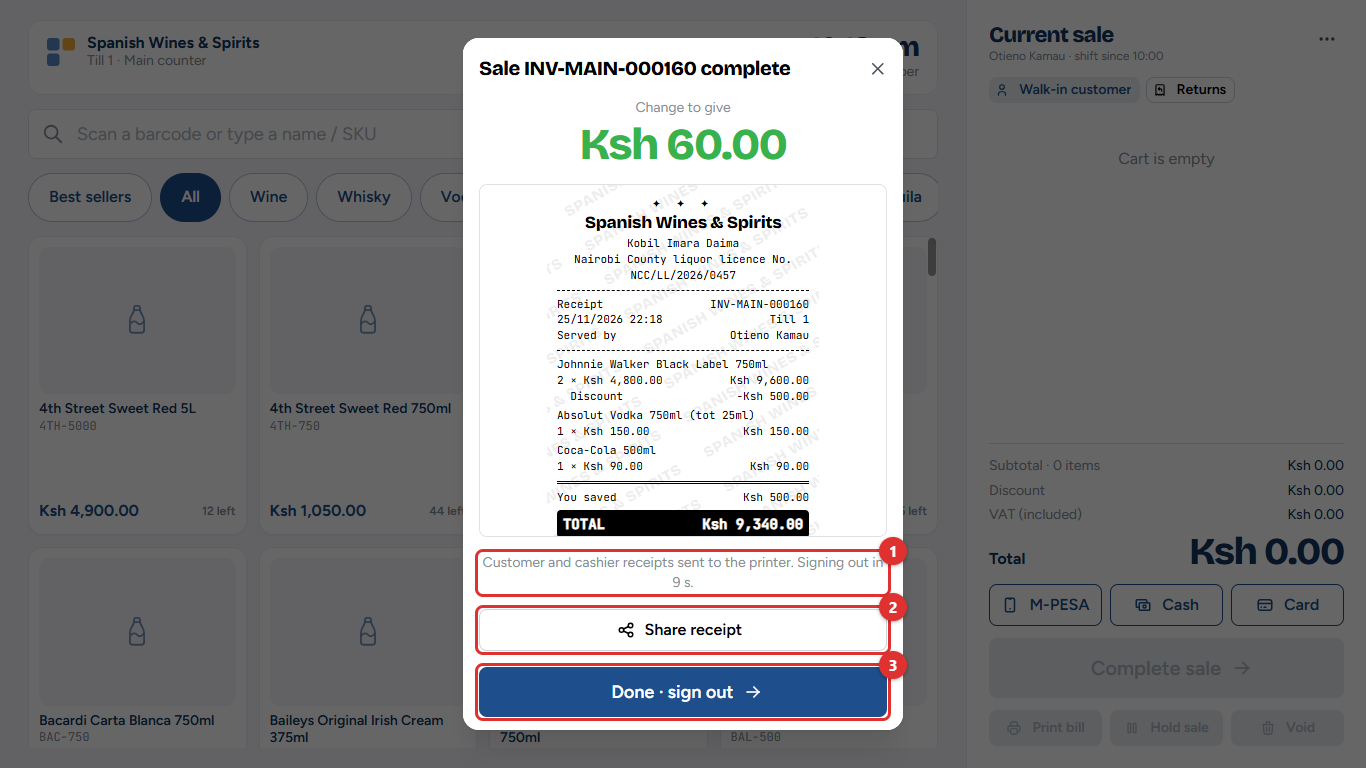 Spanish Wines & Spirits
Till 1 · Main counter
Scan a barcode or type a name / SKU
Best sellers
All
Wine
Whisky
4th Street Sweet Red 5L
4TH-5000
Ksh 4,900.00
12 left
4th Street Sweet Red 750ml
4TH-750
Ksh 1,050.00
Bacardi Carta Blanca 750ml
BAC-750
Baileys Original Irish Cream
375ml
750ml
BAL-500
Sale INV-MAIN-000160 complete
Change to give
Ksh 60.00
Spanish Wines & Spirits
Kobil Imara Daima
Nairobi County liquor licence No.
NCC/LL/2026/0457
Receipt INV-MAIN-000160
25/11/2026 22:18 Till 1
Served by Otieno Kamau
Johnnie Walker Black Label 750ml
2 × Ksh 4,800.00 Ksh 9,600.00
Discount -Ksh 500.00
Absolut Vodka 750ml (tot 25ml)
1 × Ksh 150.00 Ksh 150.00
Coca-Cola 500ml
1 × Ksh 90.00 Ksh 90.00
You saved Ksh 500.00
TOTAL Ksh 9,340.00
1
Customer and cashier receipts sent to the printer. Signing out in
9 s.
2
Share receipt
3
Done · sign out
Current sale
Otieno Kamau · shift since 10:00
Walk-in customer
Returns
Cart is empty
Subtotal · 0 items Ksh 0.00
Discount Ksh 0.00
VAT (included) Ksh 0.00
Total Ksh 0.00
M-PESA
Cash
Card
Complete sale
Print bill
Hold sale
Void